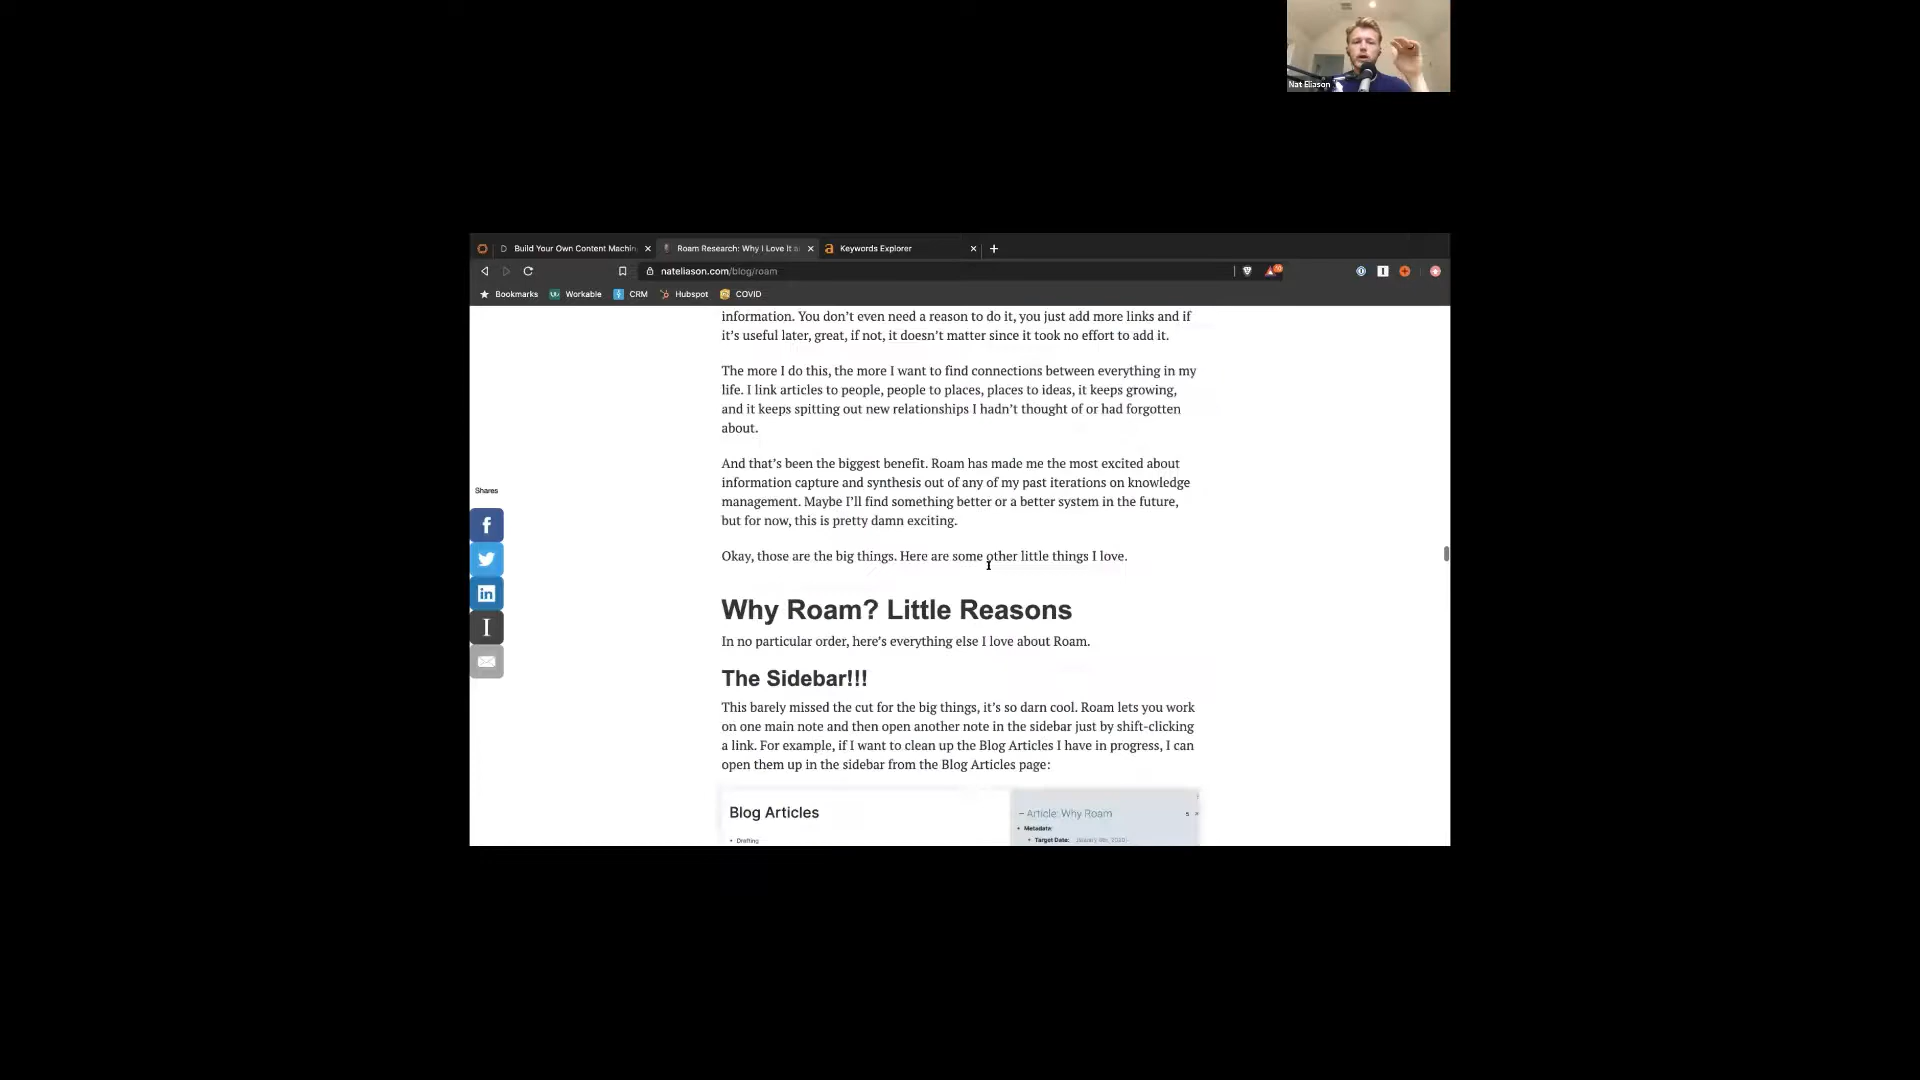 Nat Eliason
Build Your Own Content Machin
Roam Research: Why I Love It a
Keywords Explorer
nateliason.com/blog/roam
Bookmarks
Workable
CRM
Hubspot
COVID
information. You don’t even need a reason to do it, you just add more links and if
it’s useful later, great, if not, it doesn’t matter since it took no effort to add it.
The more I do this, the more I want to find connections between everything in my
life. I link articles to people, people to places, places to ideas, it keeps growing,
and it keeps spitting out new relationships I hadn’t thought of or had forgotten
about.
And that’s been the biggest benefit. Roam has made me the most excited about
information capture and synthesis out of any of my past iterations on knowledge
management. Maybe I’ll find something better or a better system in the future,
but for now, this is pretty damn exciting.
Okay, those are the big things. Here are some other little things I love.
Shares
Why Roam? Little Reasons
In no particular order, here’s everything else I love about Roam.
The Sidebar!!!
This barely missed the cut for the big things, it’s so darn cool. Roam lets you work
on one main note and then open another note in the sidebar just by shift-clicking
a link. For example, if I want to clean up the Blog Articles I have in progress, I can
open them up in the sidebar from the Blog Articles page:
Blog Articles
Drafting
Article: Why Roam
Metadata:
Target Date: